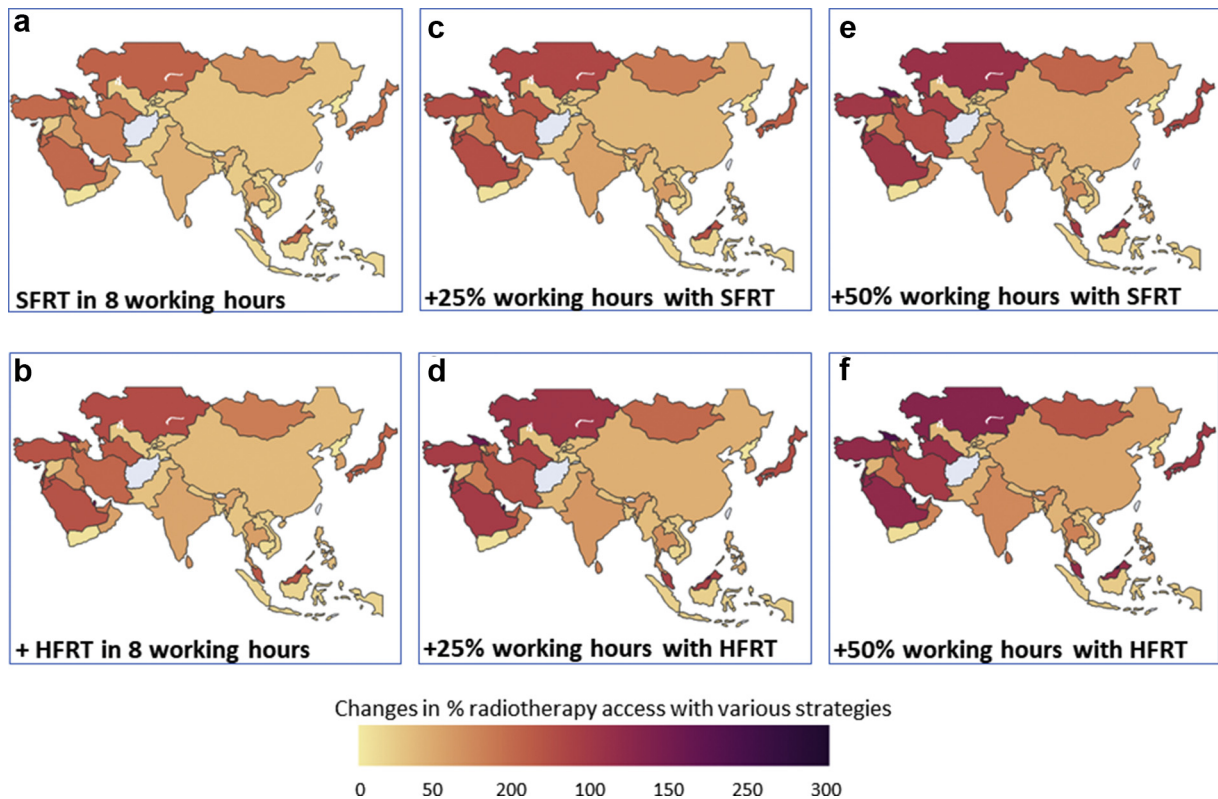 a
c
e
SFRT in 8 working hours
+25% working hours with SFRT
+50% working hours with SFRT
b
d
f
+ HFRT in 8 working hours
+25% working hours with HFRT
+50% working hours with HFRT
Changes in % radiotherapy access with various strategies
0 50 200 100 150 250 300